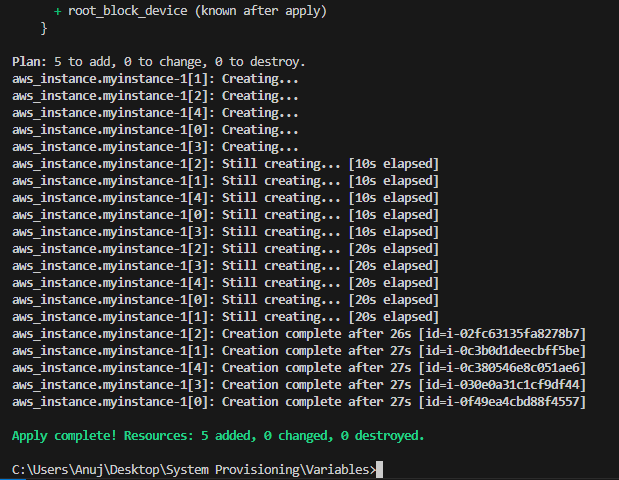 + root_block_device (known after apply)
}
Plan: 5 to add, 0 to change, 0 to destroy.
aws_instance.myinstance-1[1]: Creating...
aws_instance.myinstance-1[2]: Creating...
aws_instance.myinstance-1[4]: Creating...
aws_instance.myinstance-1[0]: Creating...
aws_instance.myinstance-1[3]: Creating...
aws_instance.myinstance-1[2]: Still creating... [10s elapsed]
aws_instance.myinstance-1[1]: Still creating... [10s elapsed]
aws_instance.myinstance-1[4]: Still creating... [10s elapsed]
aws_instance.myinstance-1[0]: Still creating... [10s elapsed]
aws_instance.myinstance-1[3]: Still creating... [10s elapsed]
aws_instance.myinstance-1[2]: Still creating... [20s elapsed]
aws_instance.myinstance-1[3]: Still creating... [20s elapsed]
aws_instance.myinstance-1[4]: Still creating... [20s elapsed]
aws_instance.myinstance-1[0]: Still creating... [20s elapsed]
aws_instance.myinstance-1[1]: Still creating... [20s elapsed]
aws_instance.myinstance-1[2]: Creation complete after 26s [id=i-02fc63135fa8278b7]
aws_instance.myinstance-1[1]: Creation complete after 27s [id=i-0c3b0d1deecbff5be]
aws_instance.myinstance-1[4]: Creation complete after 27s [id=i-0c380546e8c051ae6]
aws_instance.myinstance-1[3]: Creation complete after 27s [id=i-030e0a31c1cf9df44]
aws_instance.myinstance-1[0]: Creation complete after 27s [id=i-0f49ea4cbd88f4557]
Apply complete! Resources: 5 added, 0 changed, 0 destroyed.
C:\Users\Anuj\Desktop\System Provisioning\Variables>